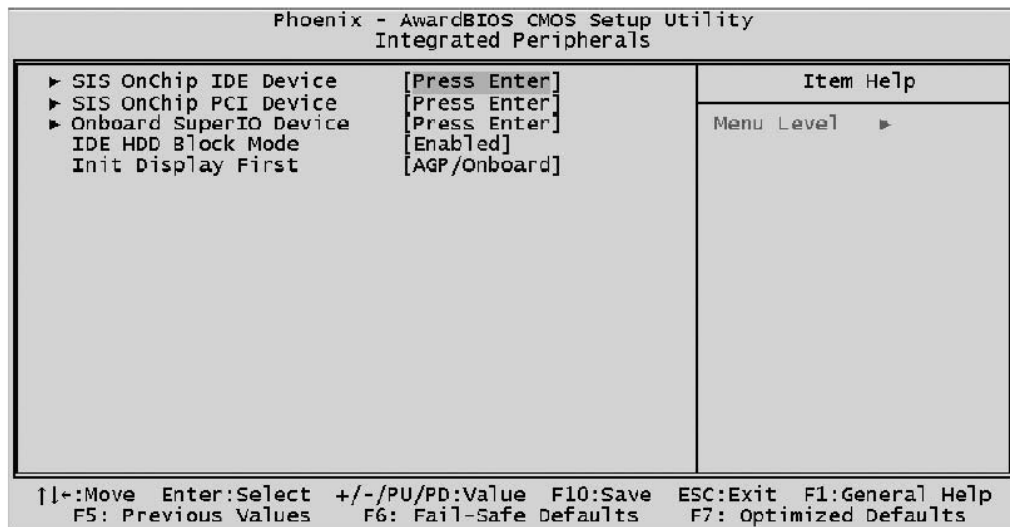 Phoenix - AwardBIOS CMOS Setup Utility
Integrated Peripherals
► SIS OnChip IDE Device [Press Enter]
► SIS OnChip PCI Device [Press Enter]
► Onboard SuperIO Device [Press Enter]
IDE HDD Block Mode [Enabled]
Init Display First [AGP/Onboard]
Item Help
Menu Level ►
↑↓←:Move Enter:Select +/-/PU/PD:Value F10:Save ESC:Exit F1:General Help
F5: Previous Values F6: Fail-Safe Defaults F7: Optimized Defaults